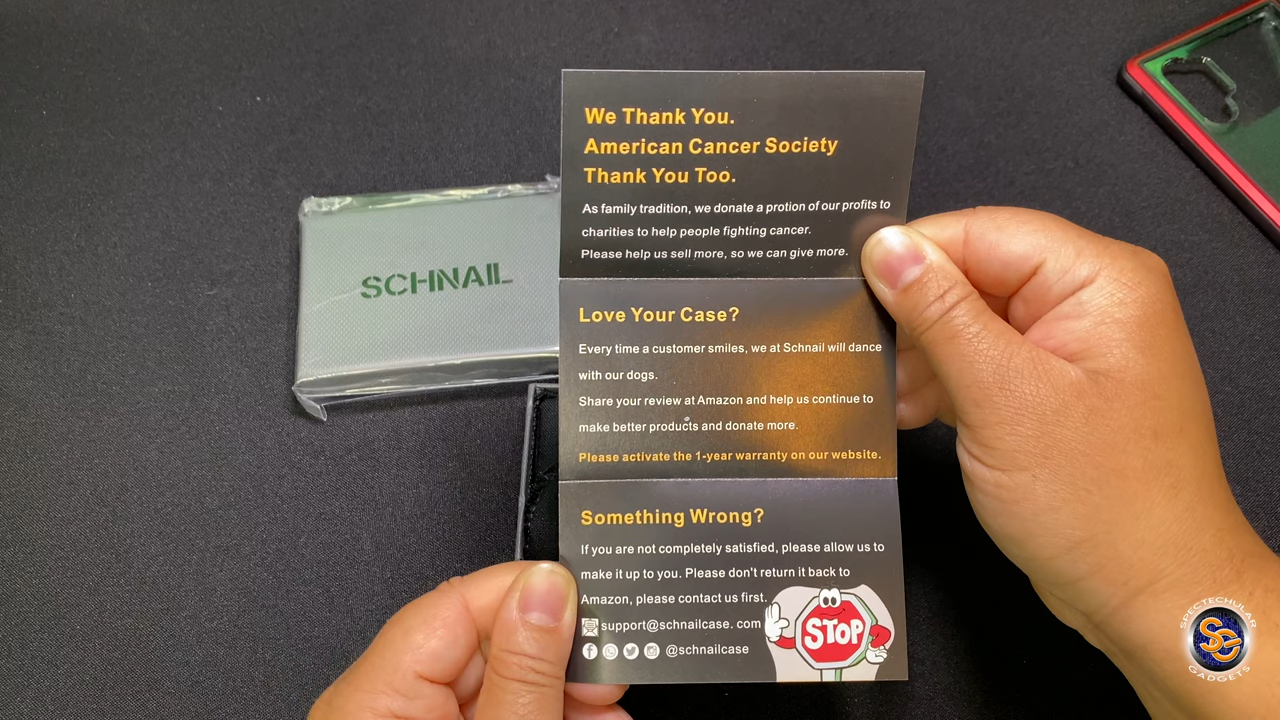 SCHNAIL
We Thank You.
American Cancer Society
Thank You Too.
As family tradition, we donate a protion of our profits to
charities to help people fighting cancer.
Please help us sell more, so we can give more.
Love Your Case?
Every time a customer smiles, we at Schnail will dance
with our dogs.
Share your review at Amazon and help us continue to
make better products and donate more.
Please activate the 1-year warranty on our website.
Something Wrong?
If you are not completely satisfied, please allow us to
make it up to you. Please don't return it back to
Amazon, please contact us first.
support@schnailcase. com
@schnailcase
STOP
SPECTECHULAR
SG
GADGETS